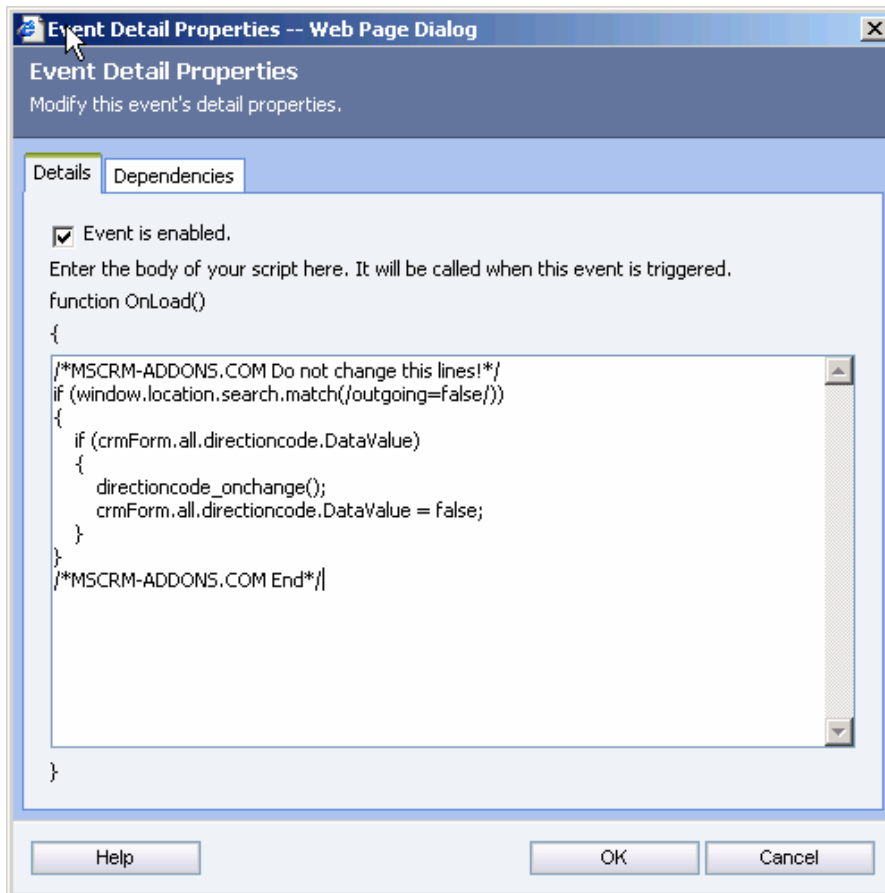 Event Detail Properties -- Web Page Dialog
Event Detail Properties
Modify this event's detail properties.
Details
Dependencies
Event is enabled.
Enter the body of your script here. It will be called when this event is triggered.
function OnLoad()
{
/*MSCRM-ADDONS.COM Do not change this lines!*/
if (window.location.search.match(/outgoing=false/))
{
if (crmForm.all.directioncode.DataValue)
{
directioncode_onchange();
crmForm.all.directioncode.DataValue = false;
}
}
/*MSCRM-ADDONS.COM End*/
}
Help
OK
Cancel